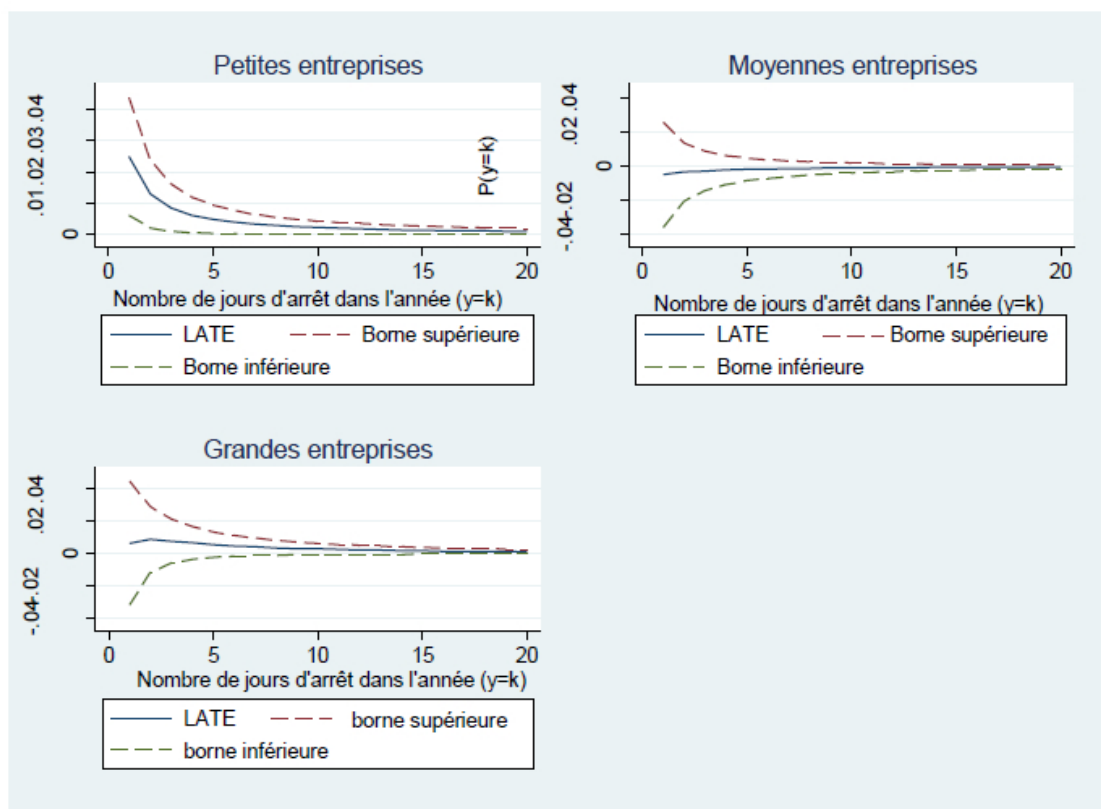 Petites entreprises
.01.02.03.04
0
0 5 10 15 20
Nombre de jours d'arrêt dans l'année (y=k)
LATE Borne supérieure
Borne inférieure
Moyennes entreprises
P(y=k)
-.04-.02 0 .02 .04
0 5 10 15 20
Nombre de jours d'arrêt dans l'année (y=k)
LATE Borne supérieure
Borne inférieure
Grandes entreprises
-.04-.02 0 .02 .04
0 5 10 15 20
Nombre de jours d'arrêt dans l'année (y=k)
LATE borne supérieure
borne inférieure